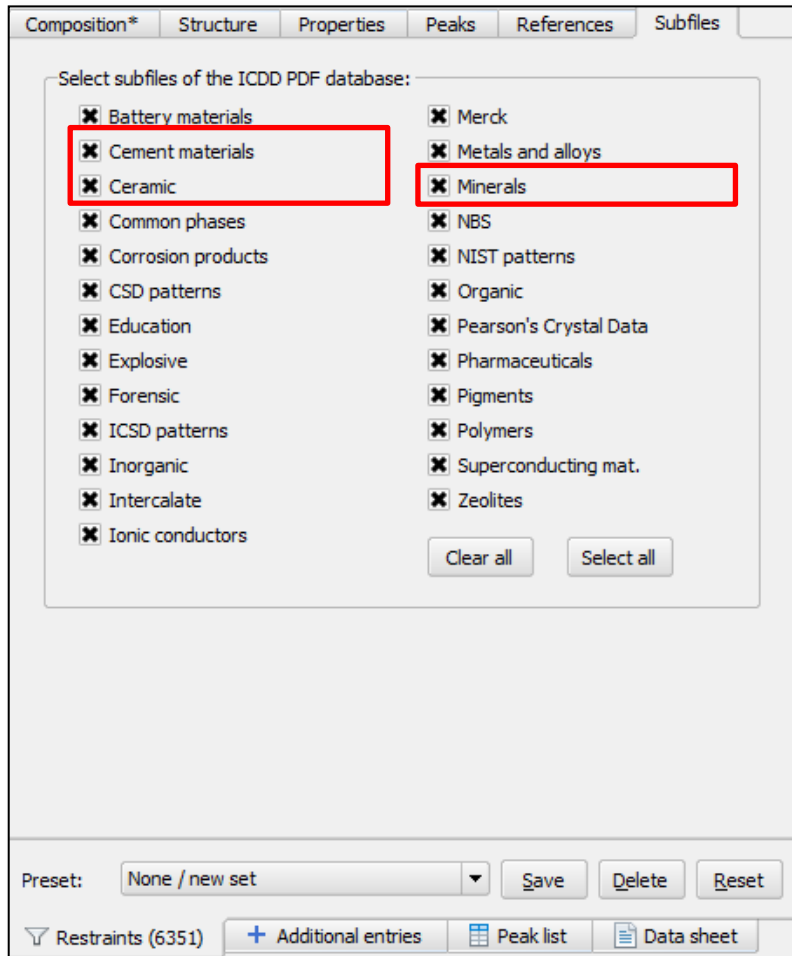 Composition* Structure Properties Peaks References Subfiles
Select subfiles of the ICDD PDF database:
Battery materials
Cement materials
Ceramic
Common phases
Corrosion products
CSD patterns
Education
Explosive
Forensic
ICSD patterns
Inorganic
Intercalate
Ionic conductors
Merck
Metals and alloys
Minerals
NBS
NIST patterns
Organic
Pearson's Crystal Data
Pharmaceuticals
Pigments
Polymers
Superconducting mat.
Zeolites
Clear all Select all
Preset: None / new set Save Delete Reset
Restraints (6351) Additional entries Peak list Data sheet